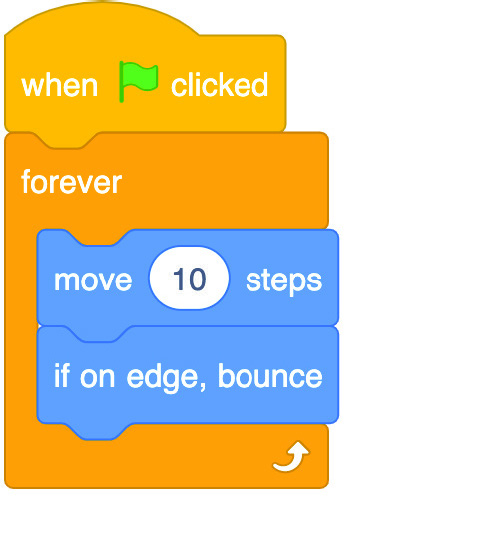 when clicked
forever
move 10 steps
if on edge, bounce